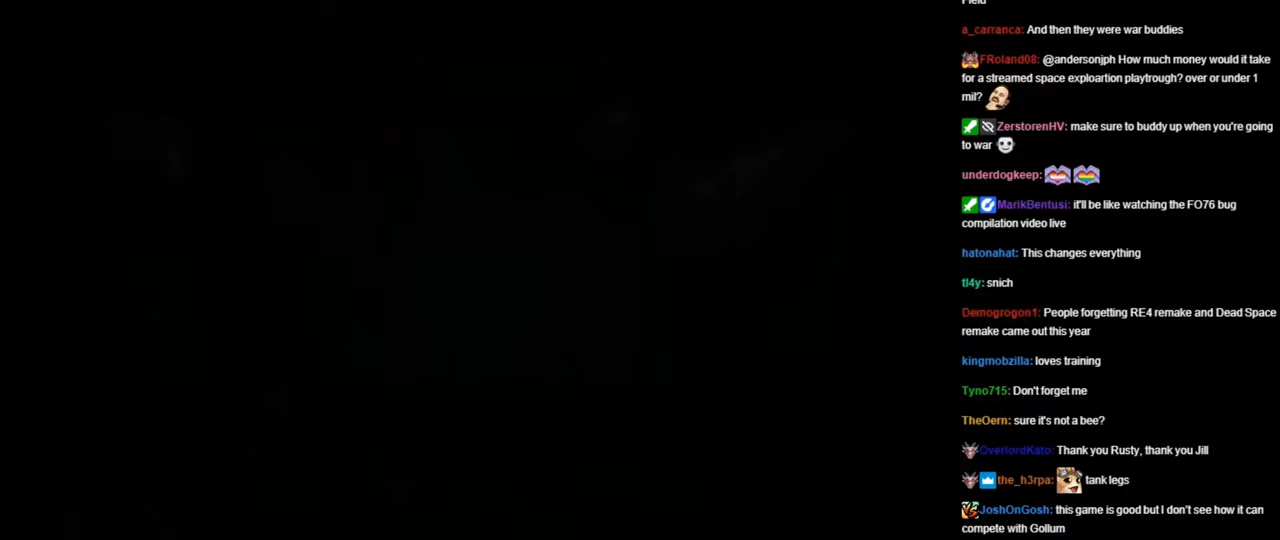 Field
a_carranca: And then they were war buddies
FRoland08: @andersonjph How much money would it take
for a streamed space exploartion playtrough? over or under 1
mil?
ZerstorenHV: make sure to buddy up when you're going
to war
underdogkeep:
MarikBentusi: it'll be like watching the FO76 bug
compilation video live
hatonahat: This changes everything
tl4y: snich
Demogrogon1: People forgetting RE4 remake and Dead Space
remake came out this year
kingmobzilla: loves training
Tyno715: Don't forget me
TheOern: sure it's not a bee?
OverlordKato: Thank you Rusty, thank you Jill
the_h3rpa: tank legs
JoshOnGosh: this game is good but I don't see how it can
compete with Gollum